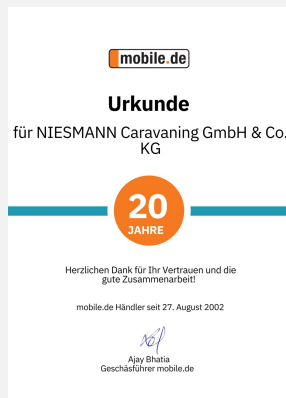 mobile.de
Urkunde
für NIESMANN Caravaning GmbH & Co.
KG
20
JAHRE
Herzlichen Dank für Ihr Vertrauen und die
gute Zusammenarbeit!
mobile.de Händler seit 27. August 2002
Ajay Bhatia
Geschäsführer mobile.de